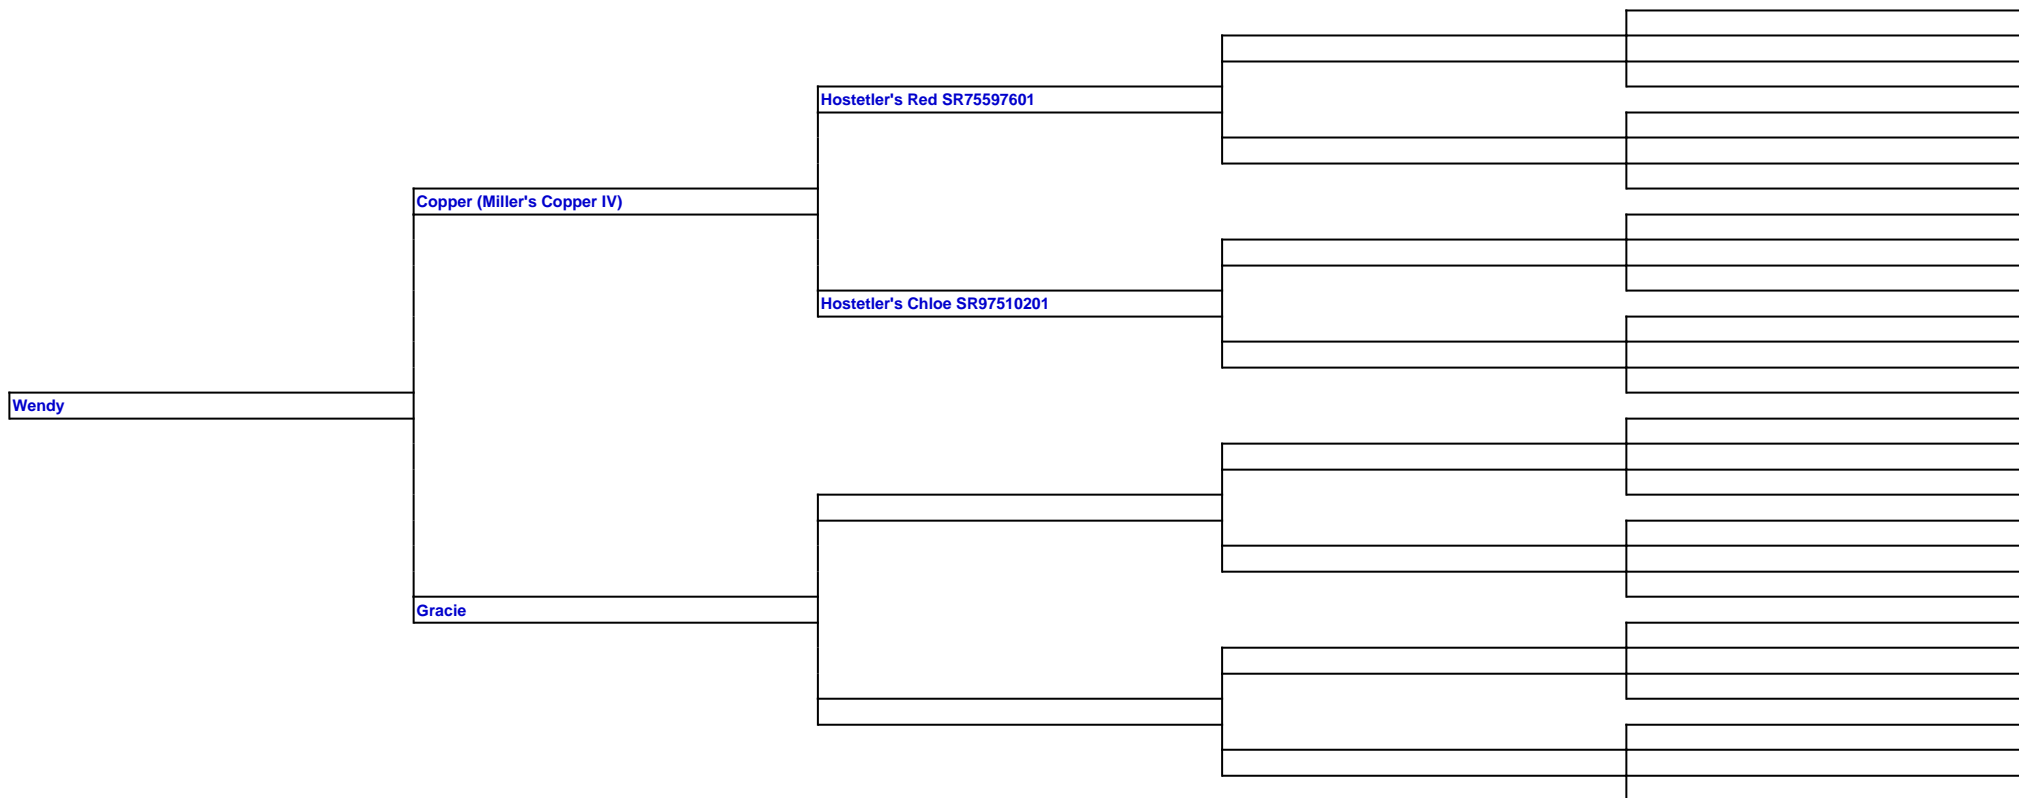 Hostetler's Red SR75597601
Copper (Miller's Copper IV)
Hostetler's Chloe SR97510201
Wendy
Gracie